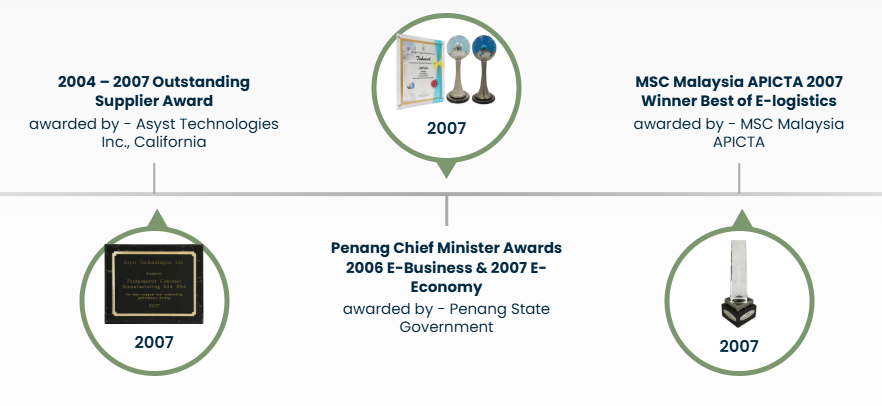 2004 – 2007 Outstanding
Supplier Award
awarded by - Asyst Technologies
Inc., California
2007
Penang Chief Minister Awards
2006 E-Business & 2007 E-
Economy
awarded by - Penang State
Government
2007
MSC Malaysia APICTA 2007
Winner Best of E-logistics
awarded by - MSC Malaysia
APICTA
2007
Asyst Technologies Inc.
2007